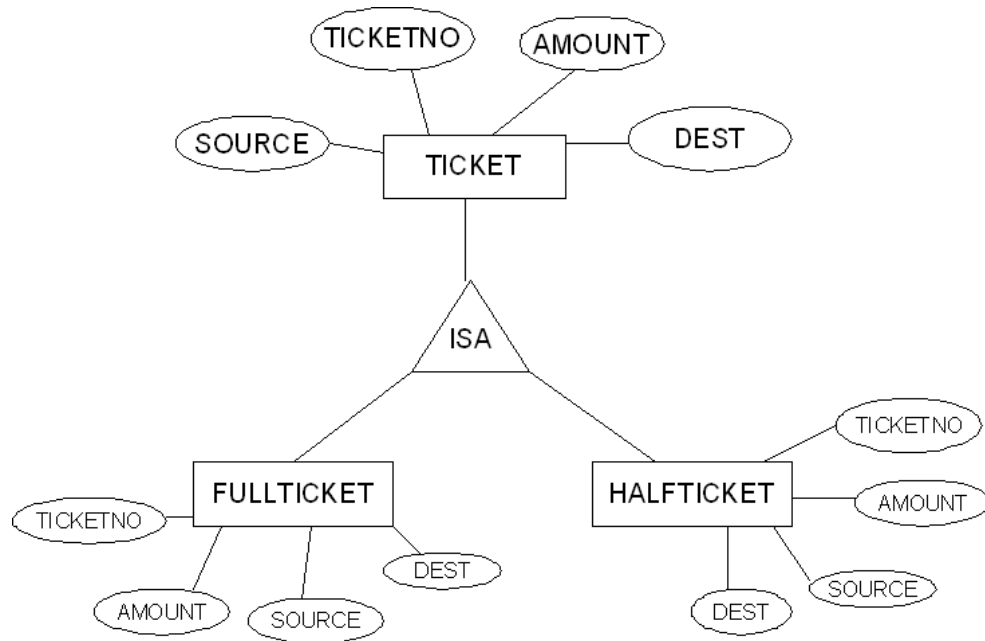 TICKETNO
AMOUNT
SOURCE
DEST
TICKET
ISA
TICKETNO
FULLTICKET
HALFTICKET
AMOUNT
TICKETNO
DEST
SOURCE
AMOUNT
SOURCE
DEST